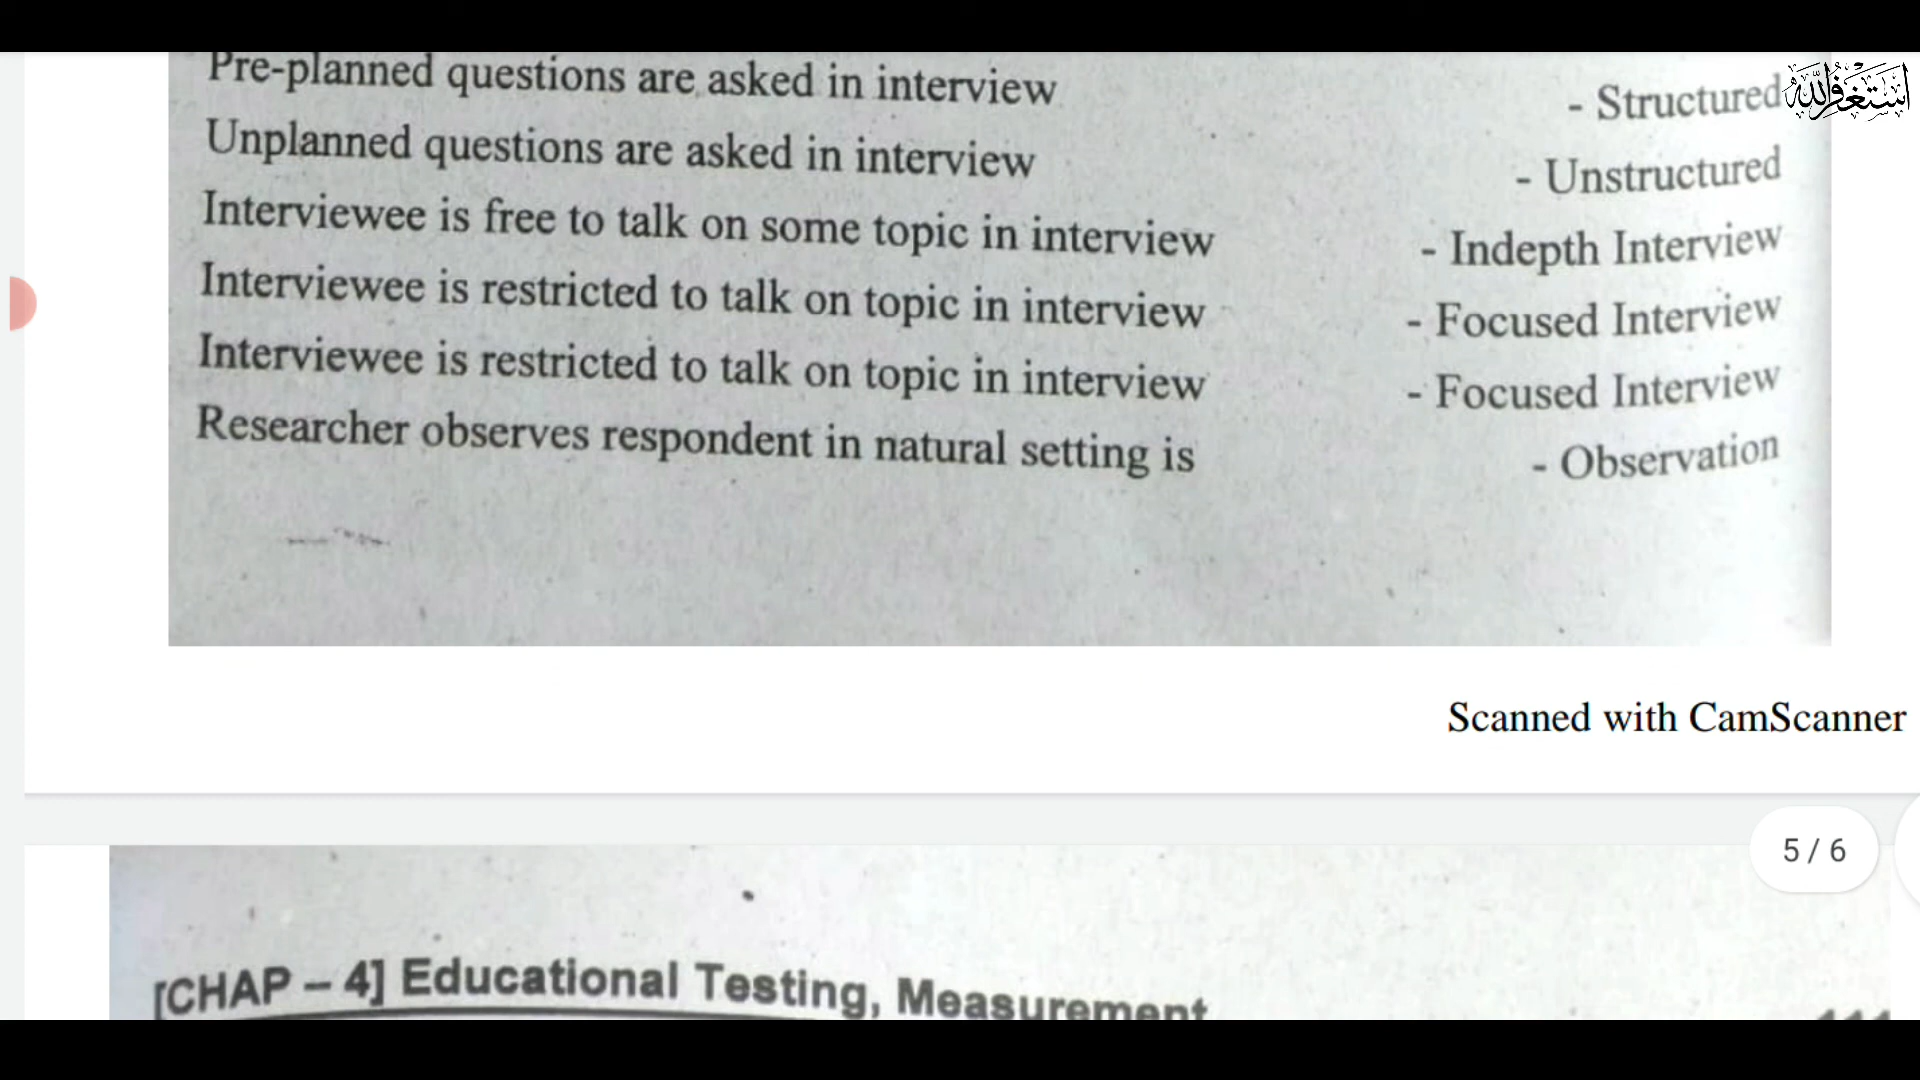 Pre-planned questions are asked in interview - Structured
استغفرالله
Unplanned questions are asked in interview - Unstructured
Interviewee is free to talk on some topic in interview - Indepth Interview
Interviewee is restricted to talk on topic in interview - Focused Interview
Interviewee is restricted to talk on topic in interview - Focused Interview
Researcher observes respondent in natural setting is - Observation
Scanned with CamScanner
5 / 6
[CHAP – 4] Educational Testing, Measurement